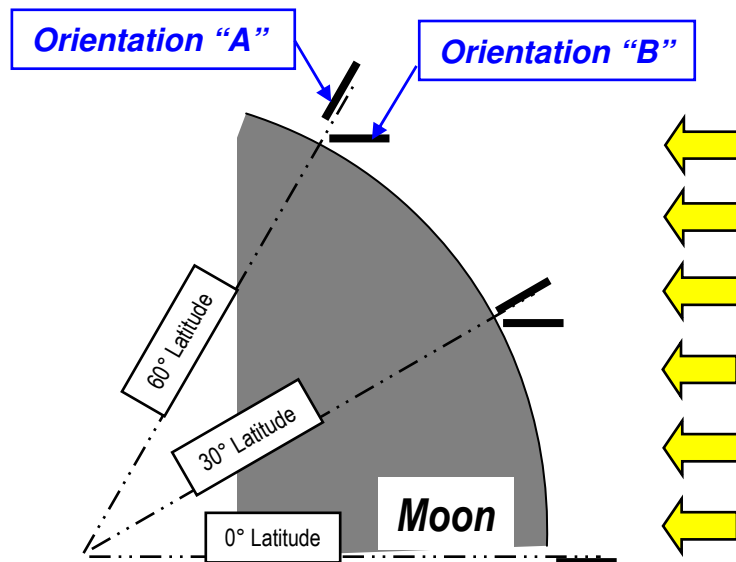 Orientation “A”
Orientation “B”
60° Latitude
30° Latitude
0° Latitude
Moon